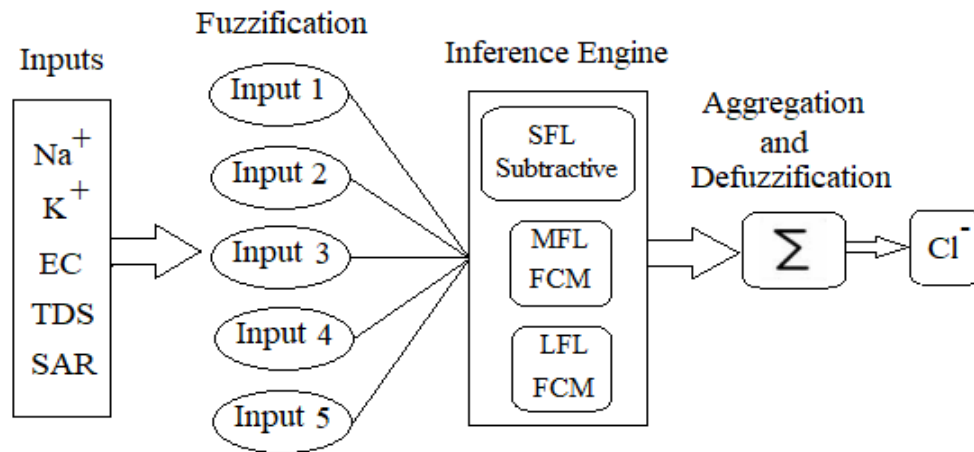 Inputs
Na+
K+
EC
TDS
SAR
Fuzzification
Input 1
Input 2
Input 3
Input 4
Input 5
Inference Engine
SFL
Subtractive
MFL
FCM
LFL
FCM
Aggregation
and
Defuzzification
Σ
Cl-